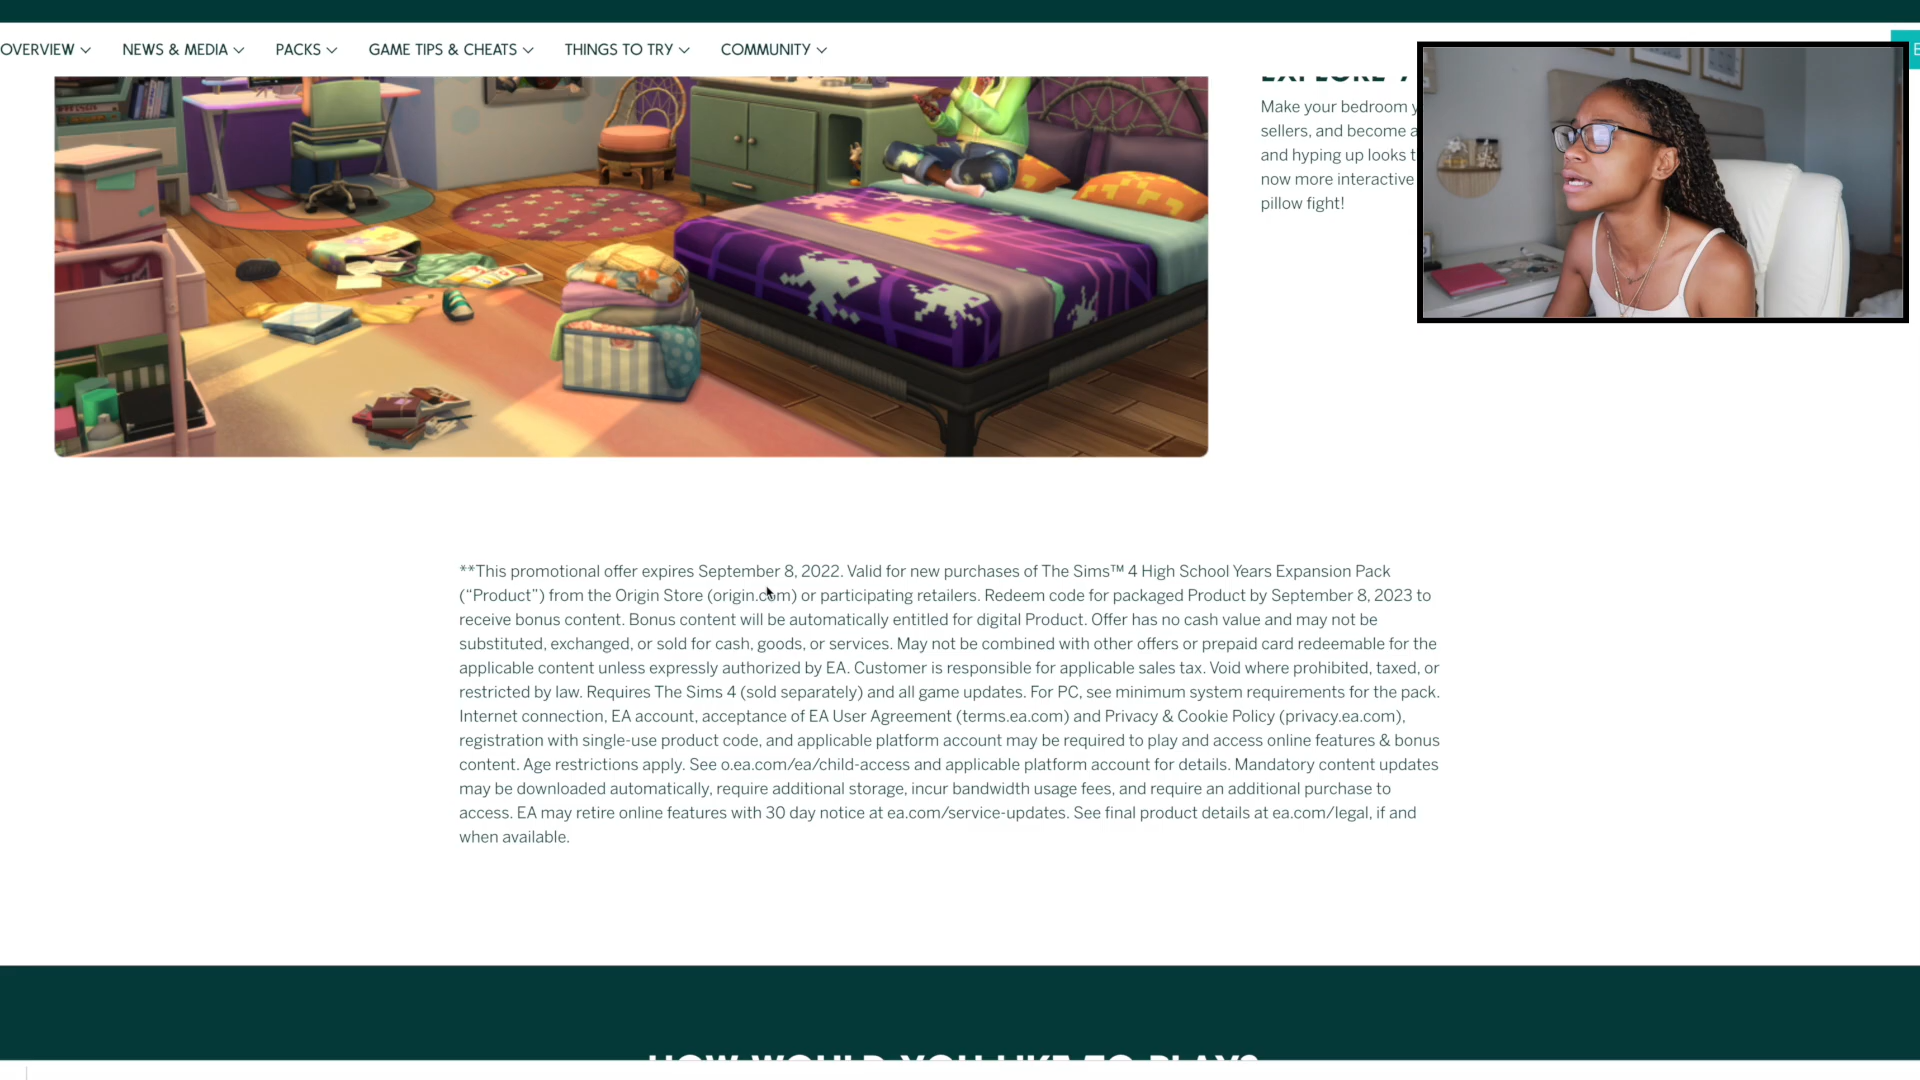 OVERVIEW
NEWS & MEDIA
PACKS
GAME TIPS & CHEATS
THINGS TO TRY
COMMUNITY
E
EXPLORE
Make your bedroom
sellers, and become a
and hyping up looks
now more interactive
pillow fight!
**This promotional offer expires September 8, 2022. Valid for new purchases of The Sims™ 4 High School Years Expansion Pack
(“Product”) from the Origin Store (origin.com) or participating retailers. Redeem code for packaged Product by September 8, 2023 to
receive bonus content. Bonus content will be automatically entitled for digital Product. Offer has no cash value and may not be
substituted, exchanged, or sold for cash, goods, or services. May not be combined with other offers or prepaid card redeemable for the
applicable content unless expressly authorized by EA. Customer is responsible for applicable sales tax. Void where prohibited, taxed, or
restricted by law. Requires The Sims 4 (sold separately) and all game updates. For PC, see minimum system requirements for the pack.
Internet connection, EA account, acceptance of EA User Agreement (terms.ea.com) and Privacy & Cookie Policy (privacy.ea.com),
registration with single-use product code, and applicable platform account may be required to play and access online features & bonus
content. Age restrictions apply. See o.ea.com/ea/child-access and applicable platform account for details. Mandatory content updates
may be downloaded automatically, require additional storage, incur bandwidth usage fees, and require an additional purchase to
access. EA may retire online features with 30 day notice at ea.com/service-updates. See final product details at ea.com/legal, if and
when available.
HOW WOULD YOU LIKE TO PLAY?